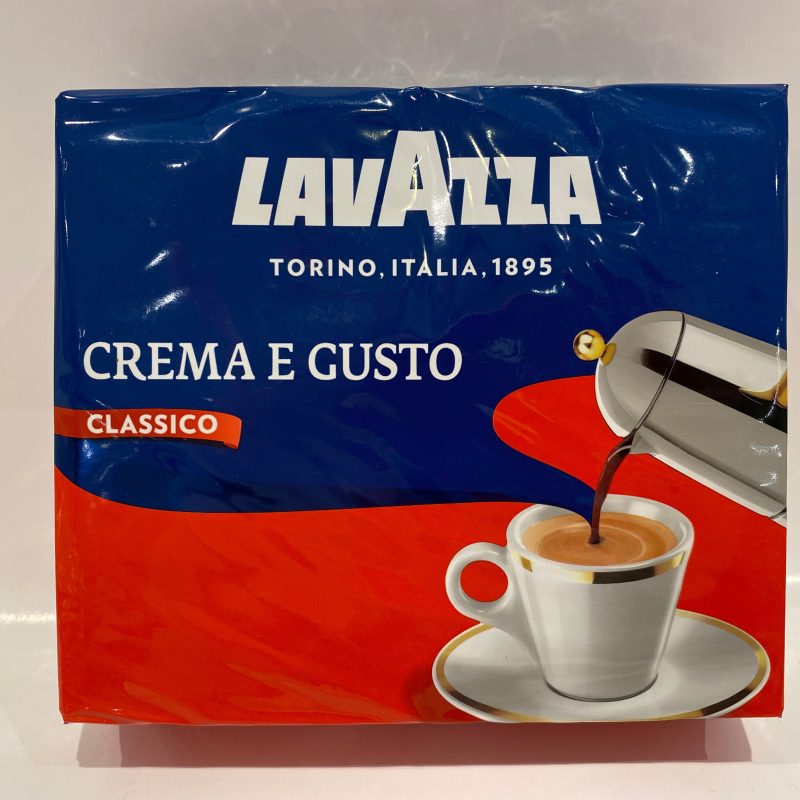 LAVAZZA
TORINO, ITALIA, 1895
CREMA E GUSTO
CLASSICO